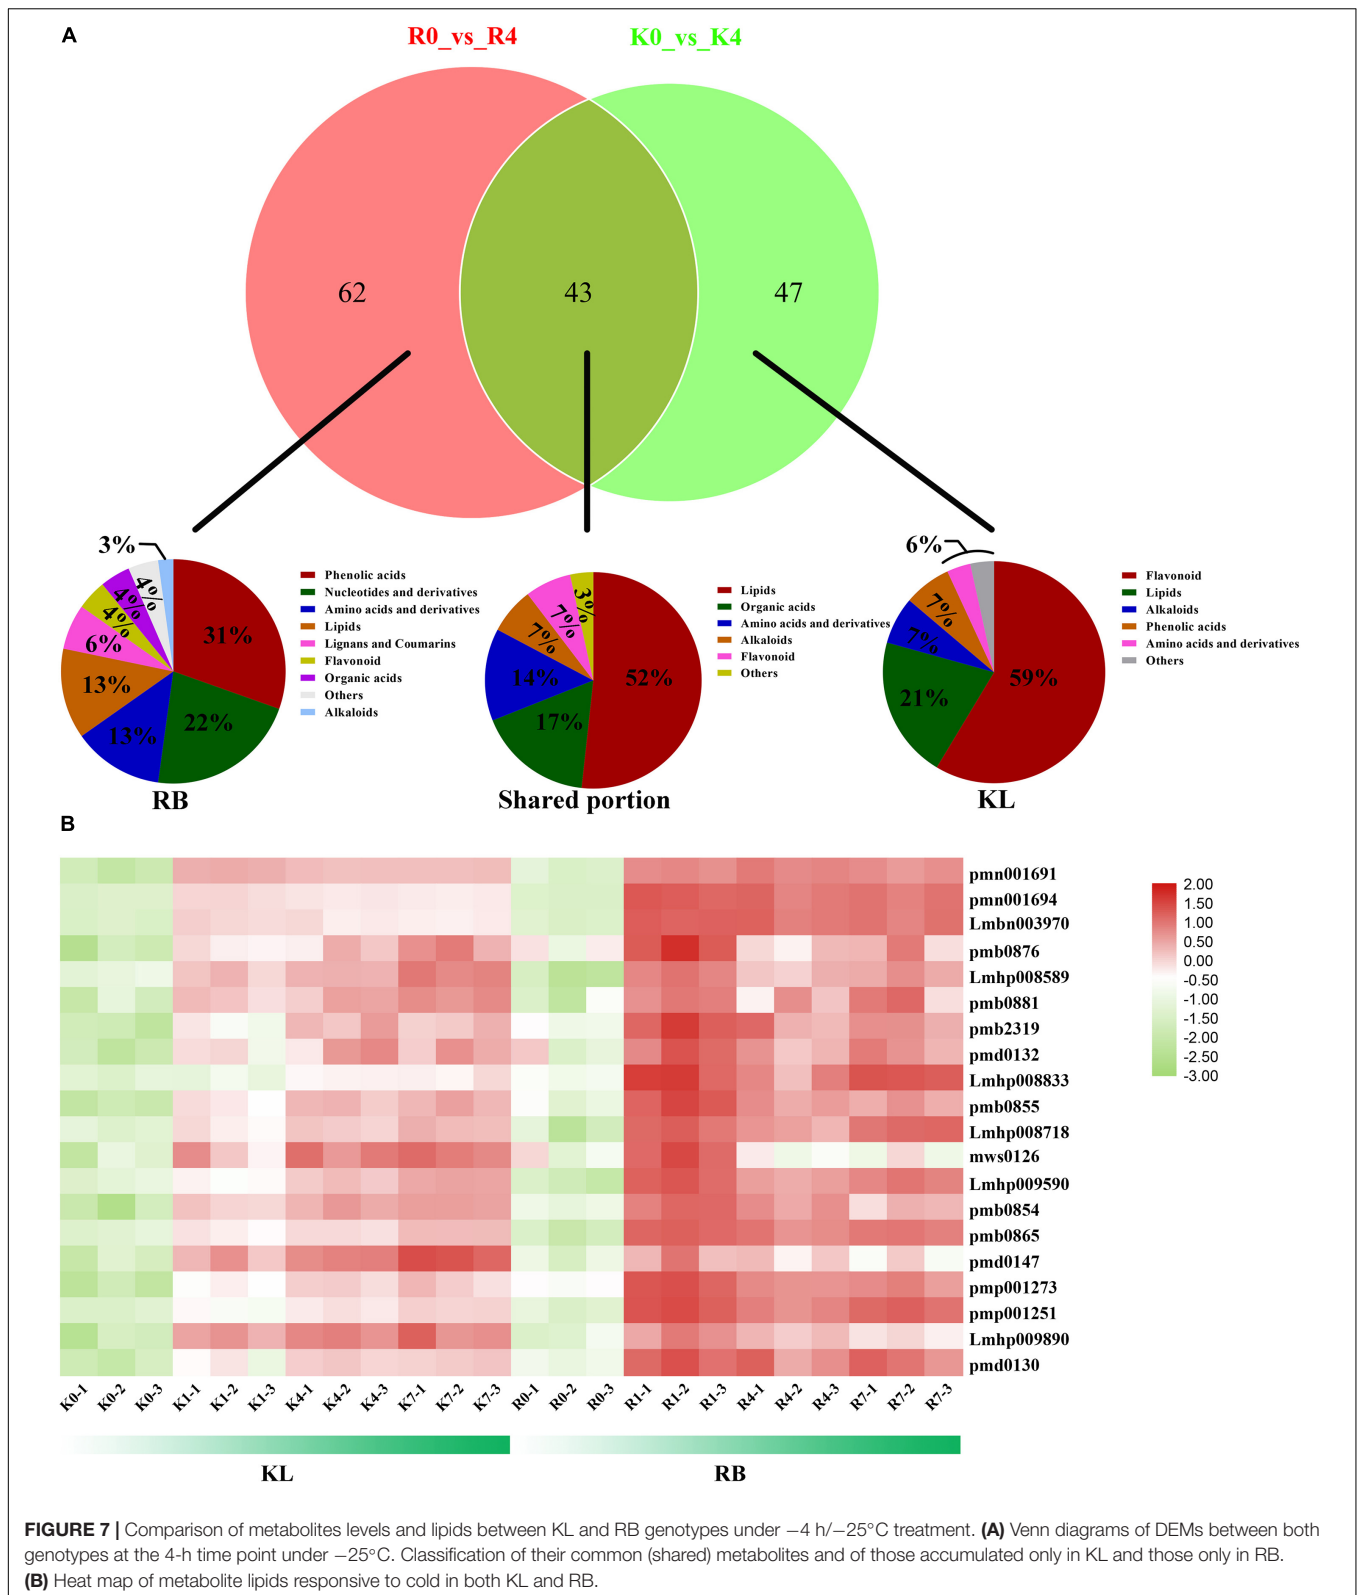 A
R0_vs_R4
K0_vs_K4
62
43
47
3%
4%
4%
4%
6%
13%
13%
22%
31%
RB
Phenolic acids
Nucleotides and derivatives
Amino acids and derivatives
Lipids
Lignans and Coumarins
Flavonoid
Organic acids
Others
Alkaloids
3%
7%
7%
14%
17%
52%
Shared portion
Lipids
Organic acids
Amino acids and derivatives
Alkaloids
Flavonoid
Others
6%
7%
7%
21%
59%
KL
Flavonoid
Lipids
Alkaloids
Phenolic acids
Amino acids and derivatives
Others
B
pmn001691
pmn001694
Lmbn003970
pmb0876
Lmhp008589
pmb0881
pmb2319
pmd0132
Lmhp008833
pmb0855
Lmhp008718
mws0126
Lmhp009590
pmb0854
pmb0865
pmd0147
pmp001273
pmp001251
Lmhp009890
pmd0130
2.00
1.50
1.00
0.50
0.00
-0.50
-1.00
-1.50
-2.00
-2.50
-3.00
K0-1 K0-2 K0-3 K1-1 K1-2 K1-3 K4-1 K4-2 K4-3 K7-1 K7-2 K7-3 R0-1 R0-2 R0-3 R1-1 R1-2 R1-3 R4-1 R4-2 R4-3 R7-1 R7-2 R7-3
KL
RB
FIGURE 7 | Comparison of metabolites levels and lipids between KL and RB genotypes under −4 h/−25°C treatment. (A) Venn diagrams of DEMs between both
genotypes at the 4-h time point under −25°C. Classification of their common (shared) metabolites and of those accumulated only in KL and those only in RB.
(B) Heat map of metabolite lipids responsive to cold in both KL and RB.